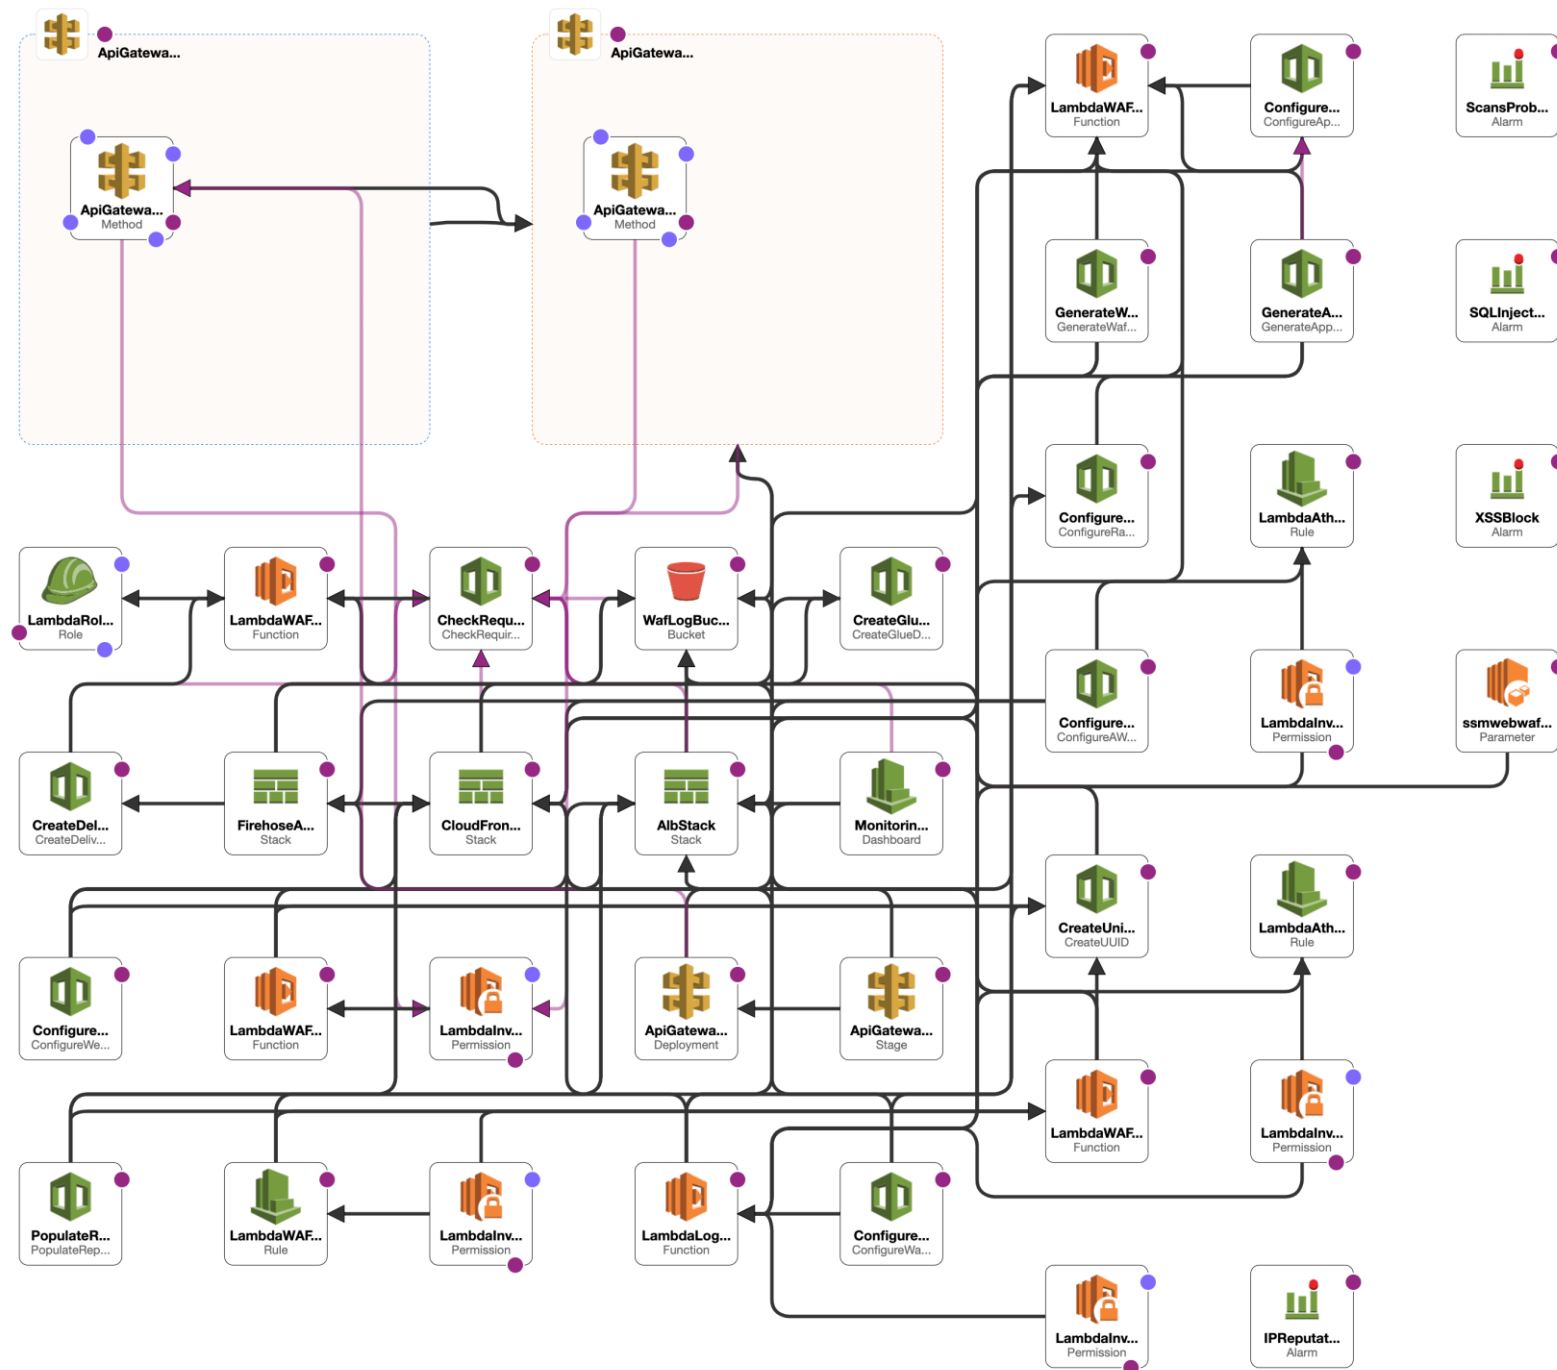 ApiGatewa...
ApiGatewa...
LambdaWAF...
Function
Configure...
ConfigureAp...
ScansProb...
Alarm
ApiGatewa...
Method
ApiGatewa...
Method
GenerateW...
GenerateWaf...
GenerateA...
GenerateApp...
SQLInject...
Alarm
Configure...
ConfigureRa...
LambdaAth...
Rule
XSSBlock
Alarm
LambdaRol...
Role
LambdaWAF...
Function
CheckRequ...
CheckRequir...
WafLogBuc...
Bucket
CreateGlu...
CreateGlueD...
Configure...
ConfigureAW...
LambdaInv...
Permission
ssmwebwaf...
Parameter
CreateDel...
CreateDeliv...
FirehoseA...
Stack
CloudFron...
Stack
AlbStack
Stack
Monitorin...
Dashboard
CreateUni...
CreateUUID
LambdaAth...
Rule
Configure...
ConfigureWe...
LambdaWAF...
Function
LambdaInv...
Permission
ApiGatewa...
Deployment
ApiGatewa...
Stage
LambdaWAF...
Function
LambdaInv...
Permission
PopulateR...
PopulateRep...
LambdaWAF...
Rule
LambdaInv...
Permission
LambdaLog...
Function
Configure...
ConfigureWa...
LambdaInv...
Permission
IPReputat...
Alarm